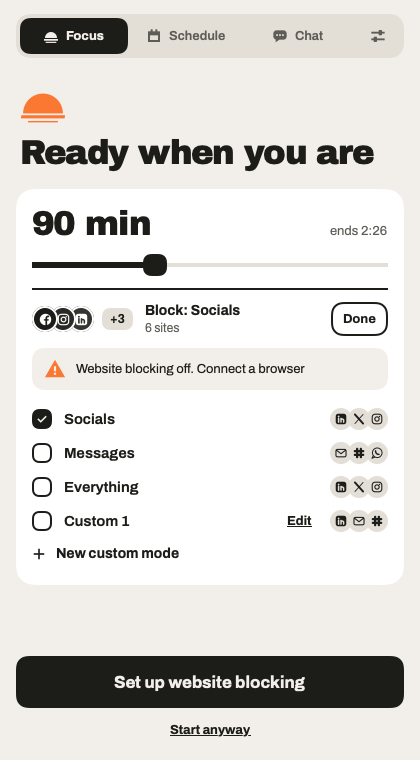 Focus
Schedule
Chat
Ready when you are
90 min
ends 2:26
+3
Block: Socials
6 sites
Done
Website blocking off. Connect a browser
Socials
Messages
Everything
Custom 1
Edit
New custom mode
Set up website blocking
Start anyway